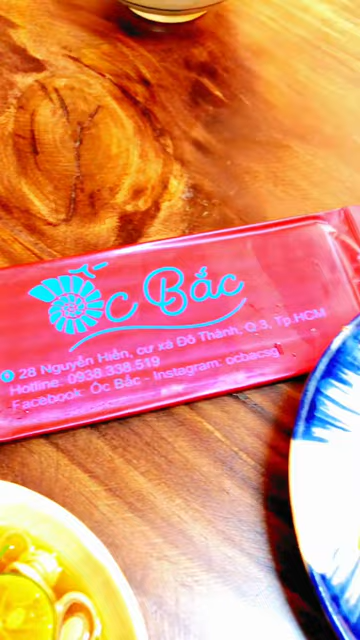 Ốc Bắc
28 Nguyễn Hiền, cư xá Đô Thành, Q.3, Tp.HCM
Hotline: 0938.338.519
Facebook: Ốc Bắc - Instagram: ocbacsg